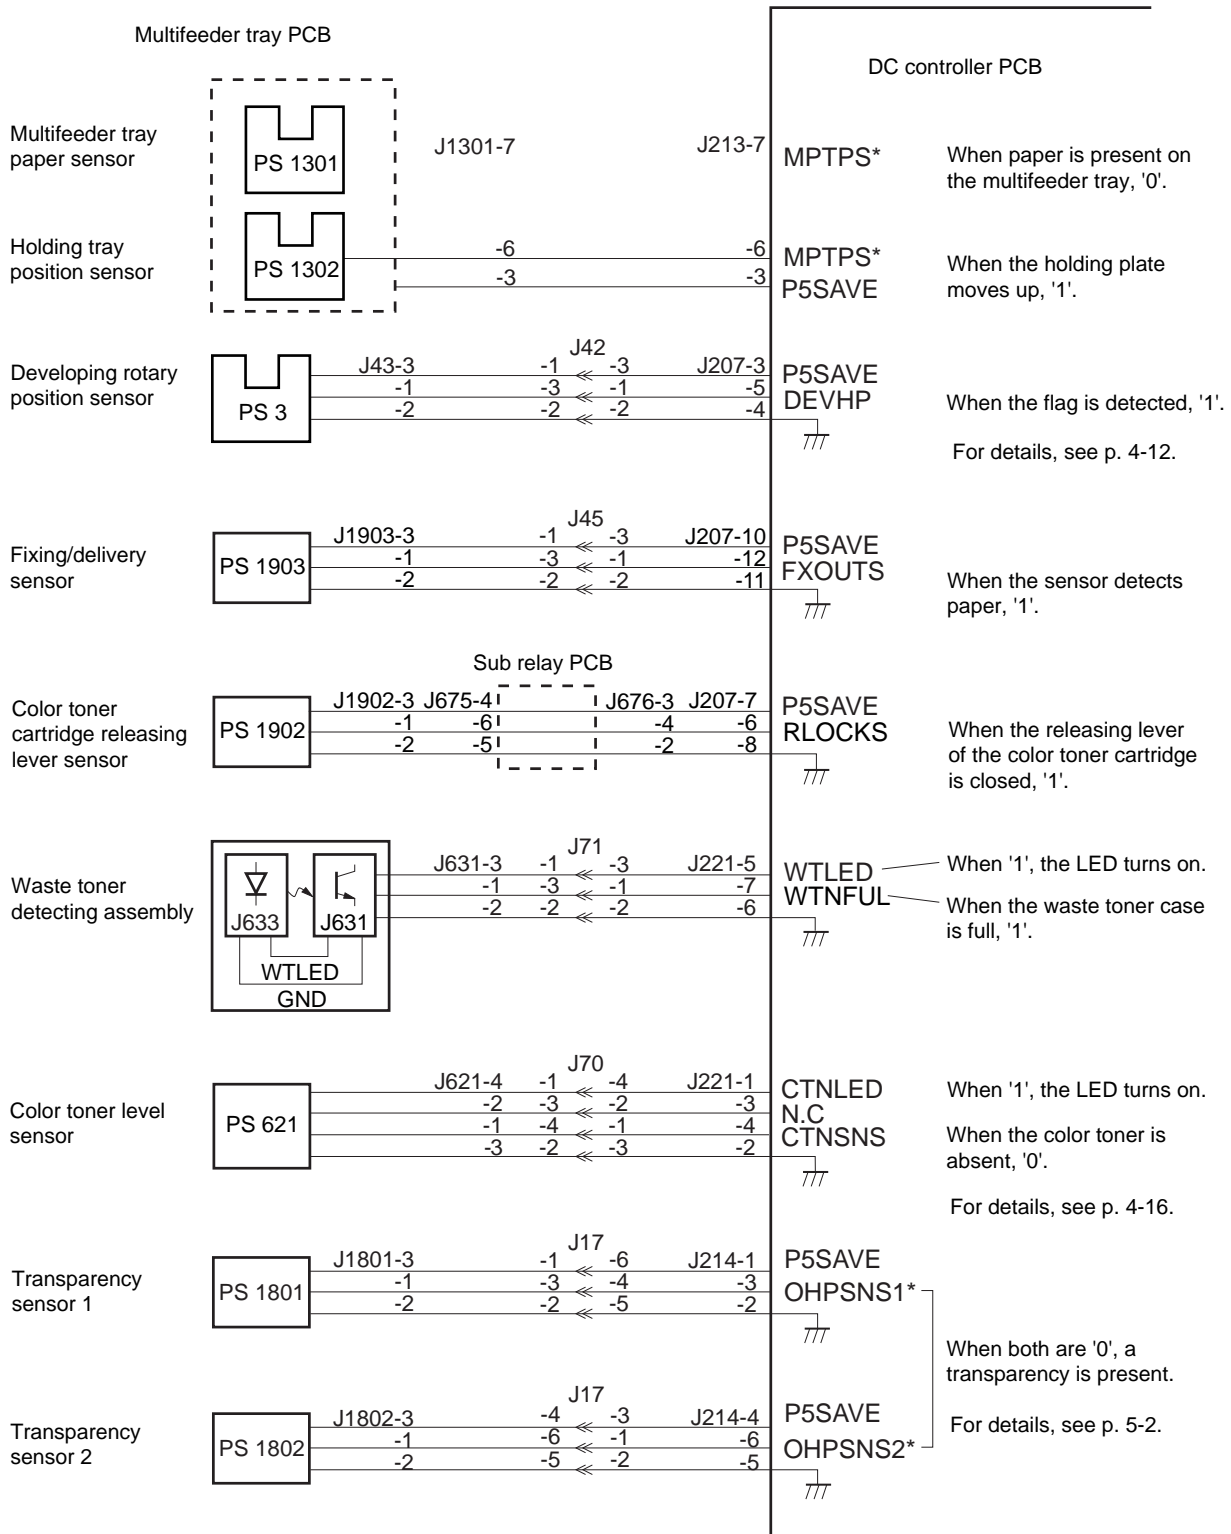 Multifeeder tray PCB
DC controller PCB
Multifeeder tray
paper sensor
PS 1301
J1301-7
J213-7
MPTPS*
When paper is present on
the multifeeder tray, '0'.
Holding tray
position sensor
PS 1302
-6
-6
MPTPS*
-3
-3
P5SAVE
When the holding plate
moves up, '1'.
Developing rotary
position sensor
PS 3
J42
J43-3
-1
-3
J207-3
P5SAVE
-1
-3
-1
-5
DEVHP
-2
-2
-2
-4
When the flag is detected, '1'.
For details, see p. 4-12.
Fixing/delivery
sensor
PS 1903
J45
J1903-3
-1
-3
J207-10
P5SAVE
-1
-3
-1
-12
FXOUTS
-2
-2
-2
-11
When the sensor detects
paper, '1'.
Sub relay PCB
Color toner
cartridge releasing
lever sensor
PS 1902
J1902-3
J675-4
J676-3
J207-7
P5SAVE
-1
-6
-4
-6
RLOCKS
-2
-5
-2
-8
When the releasing lever
of the color toner cartridge
is closed, '1'.
Waste toner
detecting assembly
J633
J631
WTLED
GND
J71
J631-3
-1
-3
J221-5
WTLED
-1
-3
-1
-7
WTNFUL
-2
-2
-2
-6
When '1', the LED turns on.
When the waste toner case
is full, '1'.
Color toner level
sensor
PS 621
J70
J621-4
-1
-4
J221-1
CTNLED
-2
-3
-2
-3
N.C
-1
-4
-1
-4
CTNSNS
-3
-2
-3
-2
When '1', the LED turns on.
When the color toner is
absent, '0'.
For details, see p. 4-16.
Transparency
sensor 1
PS 1801
J17
J1801-3
-1
-6
J214-1
P5SAVE
-1
-3
-4
-3
OHPSNS1*
-2
-2
-5
-2
When both are '0', a
transparency is present.
For details, see p. 5-2.
Transparency
sensor 2
PS 1802
J17
J1802-3
-4
-3
J214-4
P5SAVE
-1
-6
-1
-6
OHPSNS2*
-2
-5
-2
-5